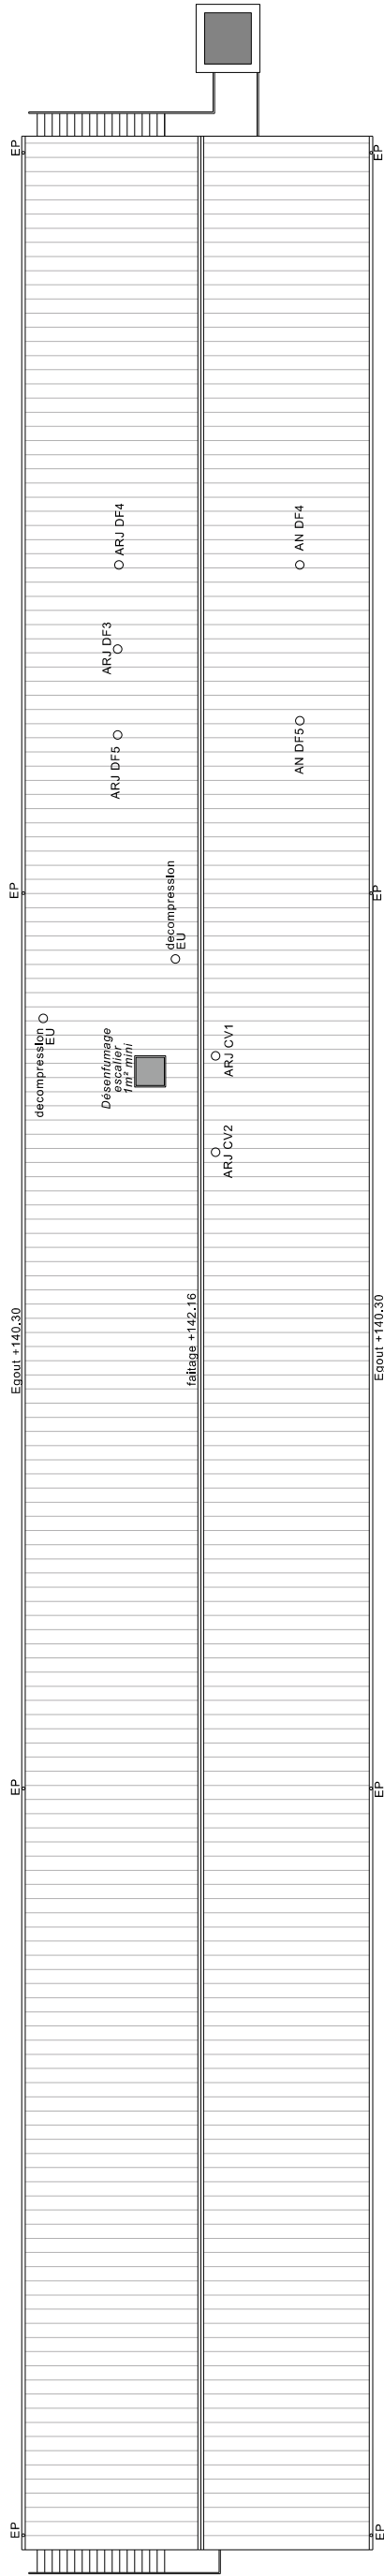 EP
EP
ARJ DF4
AN DF4
ARJ DF3
ARJ DF5
AN DF5
EP
EP
decompression
EU
decompression
EU
Désenfumage
escalier
1m² mini
ARJ CV1
ARJ CV2
Egout +140.30
faitage +142.16
Egout +140.30
EP
EP
EP
EP